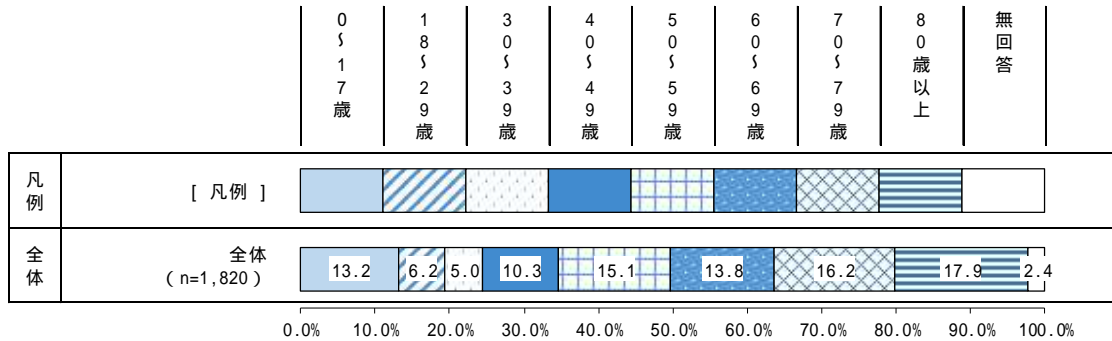 0〜17歳
18〜29歳
30〜39歳
40〜49歳
50〜59歳
60〜69歳
70〜79歳
80歳以上
無回答
凡例
[ 凡例 ]
全体
全体
( n=1,820 )
13.2
6.2
5.0
10.3
15.1
13.8
16.2
17.9
2.4
0.0% 10.0% 20.0% 30.0% 40.0% 50.0% 60.0% 70.0% 80.0% 90.0% 100.0%